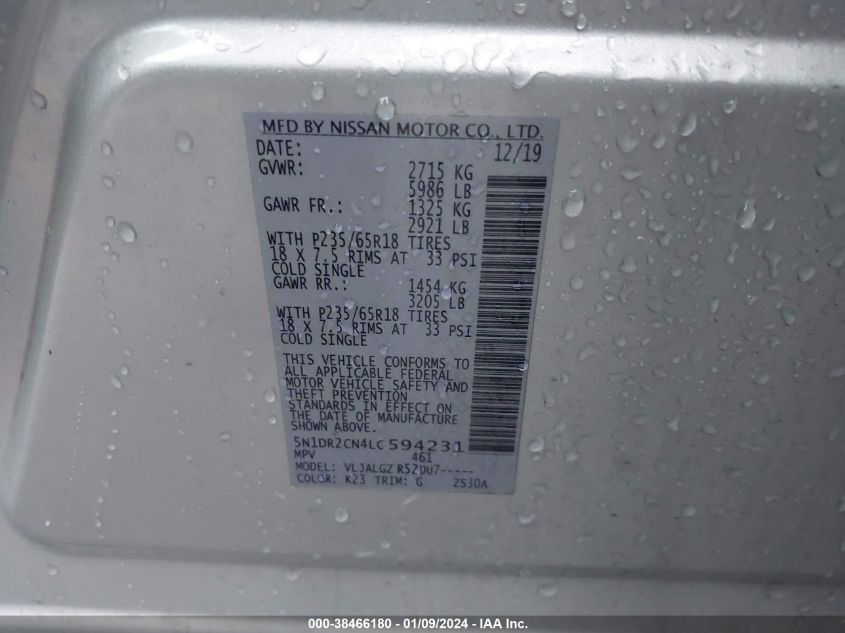 MFD BY NISSAN MOTOR CO., LTD.
DATE: 12/19
GVWR: 2715 KG
5986 LB
GAWR FR.: 1325 KG
2921 LB
WITH P235/65R18 TIRES
18 X 7.5 RIMS AT 33 PSI
COLD SINGLE
GAWR RR.: 1454 KG
3205 LB
WITH P235/65R18 TIRES
18 X 7.5 RIMS AT 33 PSI
COLD SINGLE
THIS VEHICLE CONFORMS TO
ALL APPLICABLE FEDERAL
MOTOR VEHICLE SAFETY AND
THEFT PREVENTION
STANDARDS IN EFFECT ON
THE DATE OF MANUFACTURE
SHOWN ABOVE.
5N1DR2CN4LC594231
MPV 461
MODEL: VLJALGZ R52DU7-----
COLOR: K23 TRIM: G ZS30A
000-38466180 - 01/09/2024 - IAA Inc.